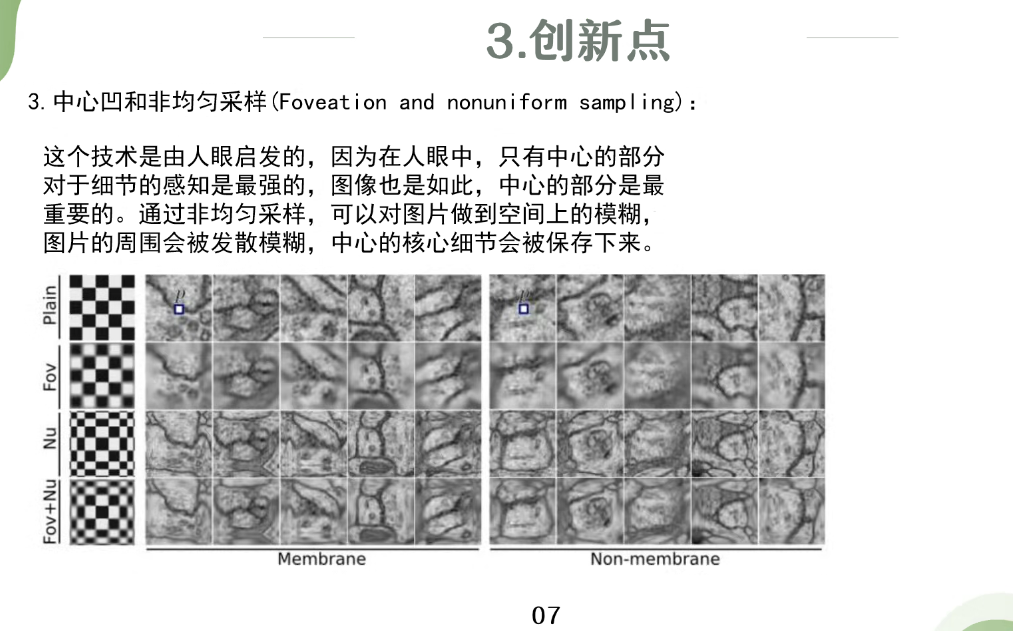 3.创新点
3.中心凹和非均匀采样(Foveation and nonuniform sampling)：
这个技术是由人眼启发的，因为在人眼中，只有中心的部分
对于细节的感知是最强的，图像也是如此，中心的部分是最
重要的。通过非均匀采样，可以对图片做到空间上的模糊，
图片的周围会被发散模糊，中心的核心细节会被保存下来。
Plain
p
p
Fov
Nu
Fov+Nu
Membrane
Non-membrane
07